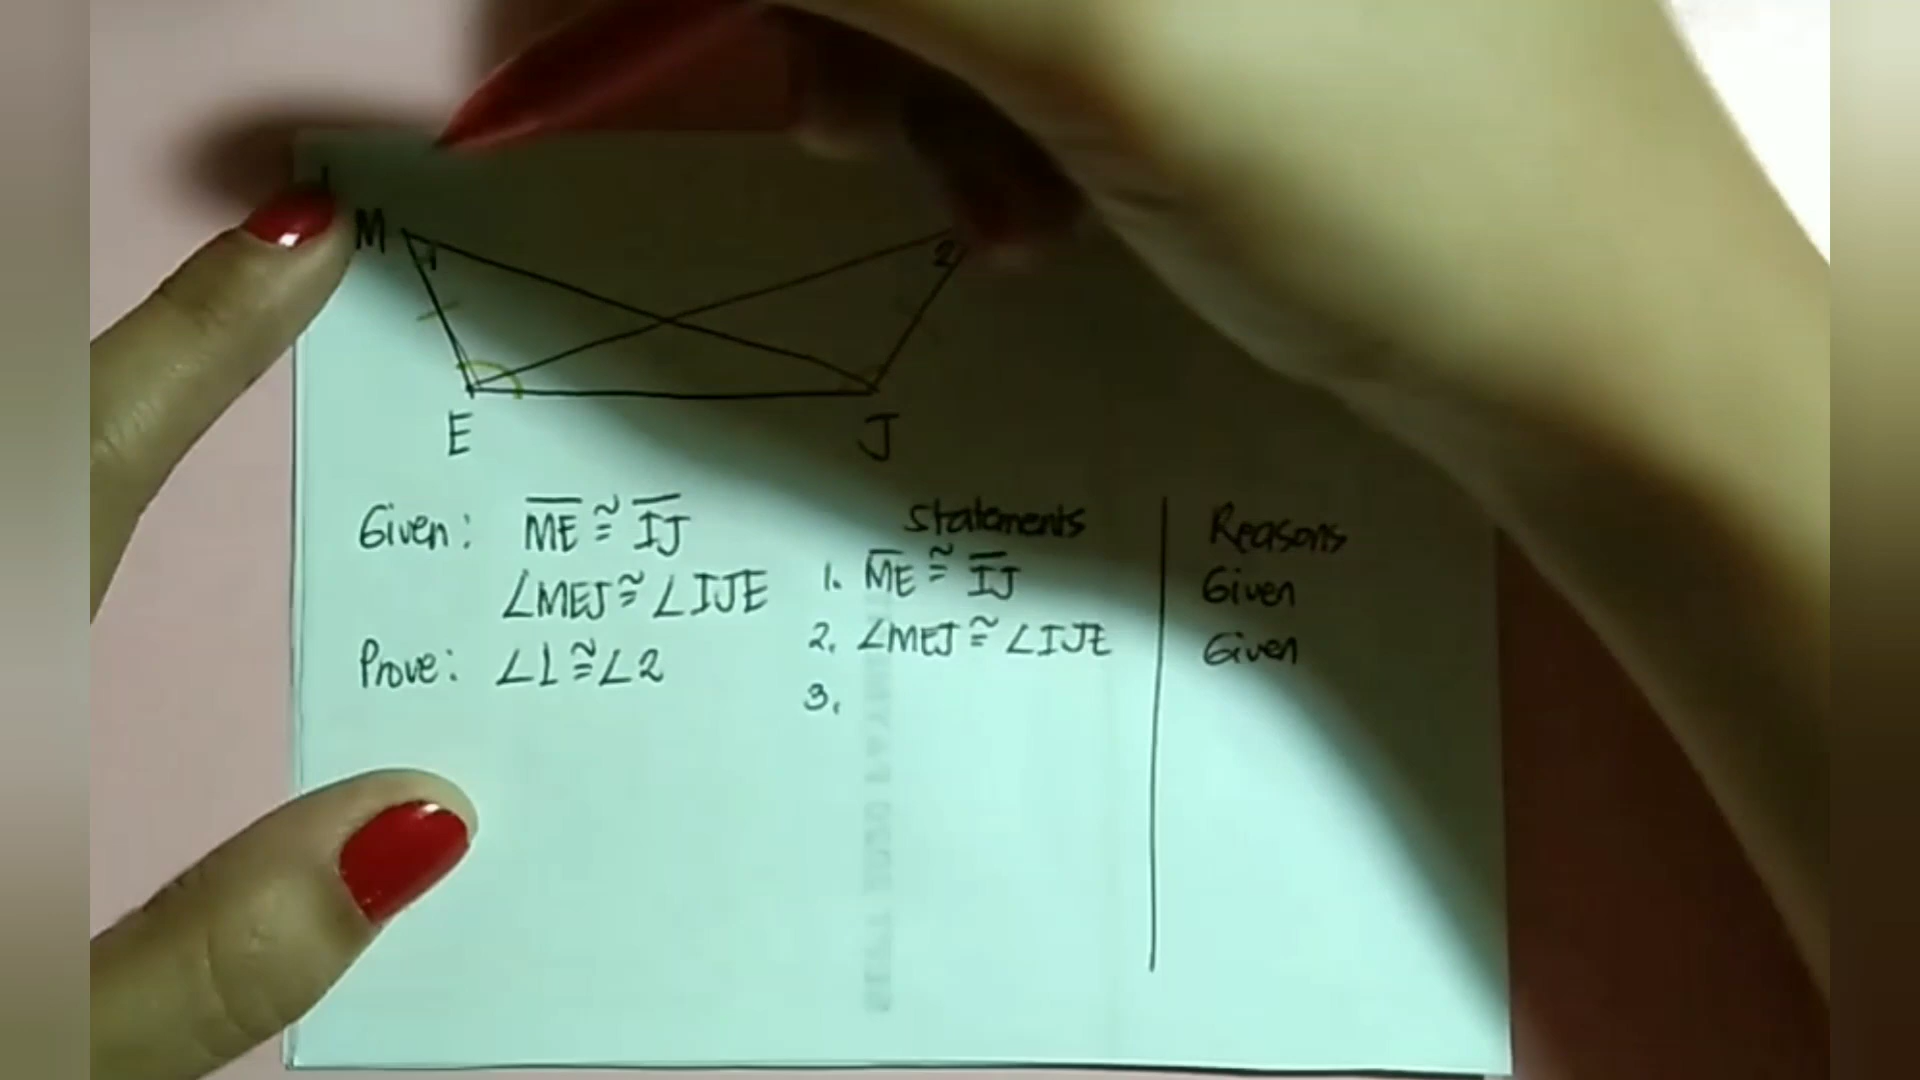 M
1
2
E
J
Given: ME ≅ IJ
∠MEJ ≅ ∠IJE
Prove: ∠1 ≅ ∠2
Statements
Reasons
1. ME ≅ IJ
Given
2. ∠MEJ ≅ ∠IJE
Given
3.